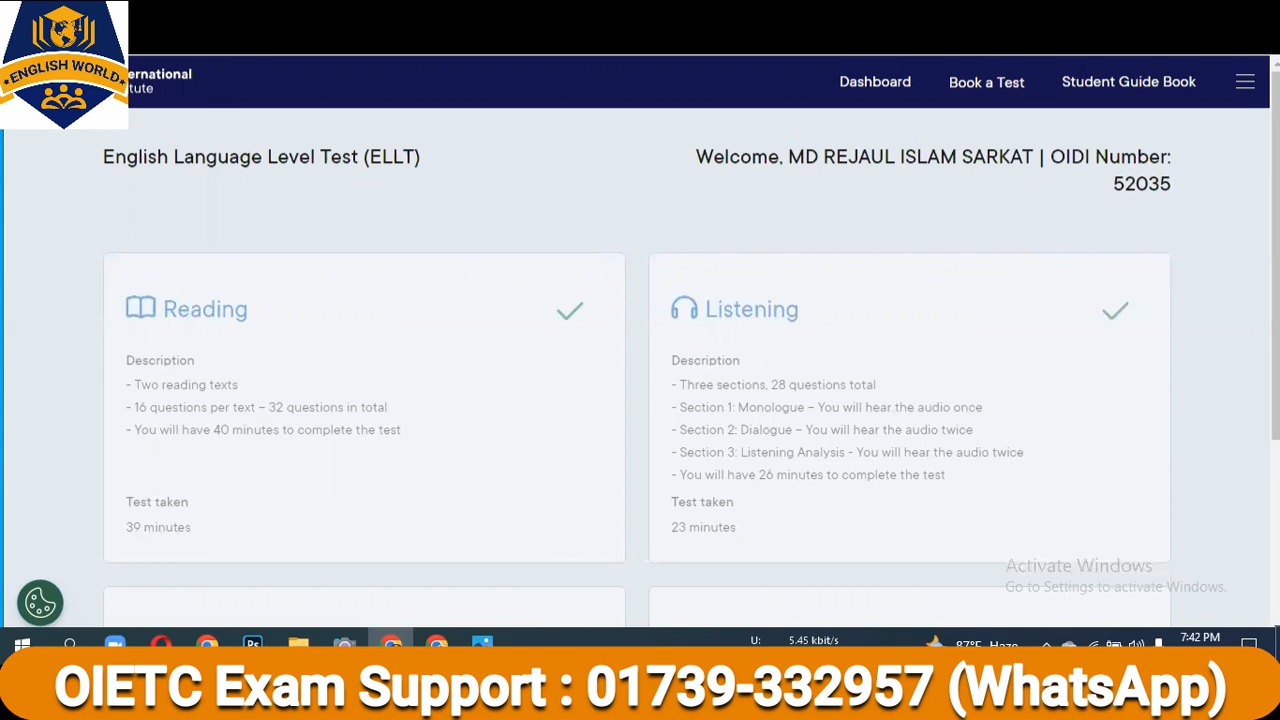 ENGLISH WORLD
ernational
tute
Dashboard
Book a Test
Student Guide Book
English Language Level Test (ELLT)
Welcome, MD REJAUL ISLAM SARKAT | OIDI Number:
52035
Reading
Description
- Two reading texts
- 16 questions per text – 32 questions in total
- You will have 40 minutes to complete the test
Test taken
39 minutes
Listening
Description
- Three sections, 28 questions total
- Section 1: Monologue – You will hear the audio once
- Section 2: Dialogue – You will hear the audio twice
- Section 3: Listening Analysis - You will hear the audio twice
- You will have 26 minutes to complete the test
Test taken
23 minutes
Activate Windows
Go to Settings to activate Windows.
Ps
U:
5.45 kbit/s
87°F Haze
7:42 PM
OIETC Exam Support : 01739-332957 (WhatsApp)